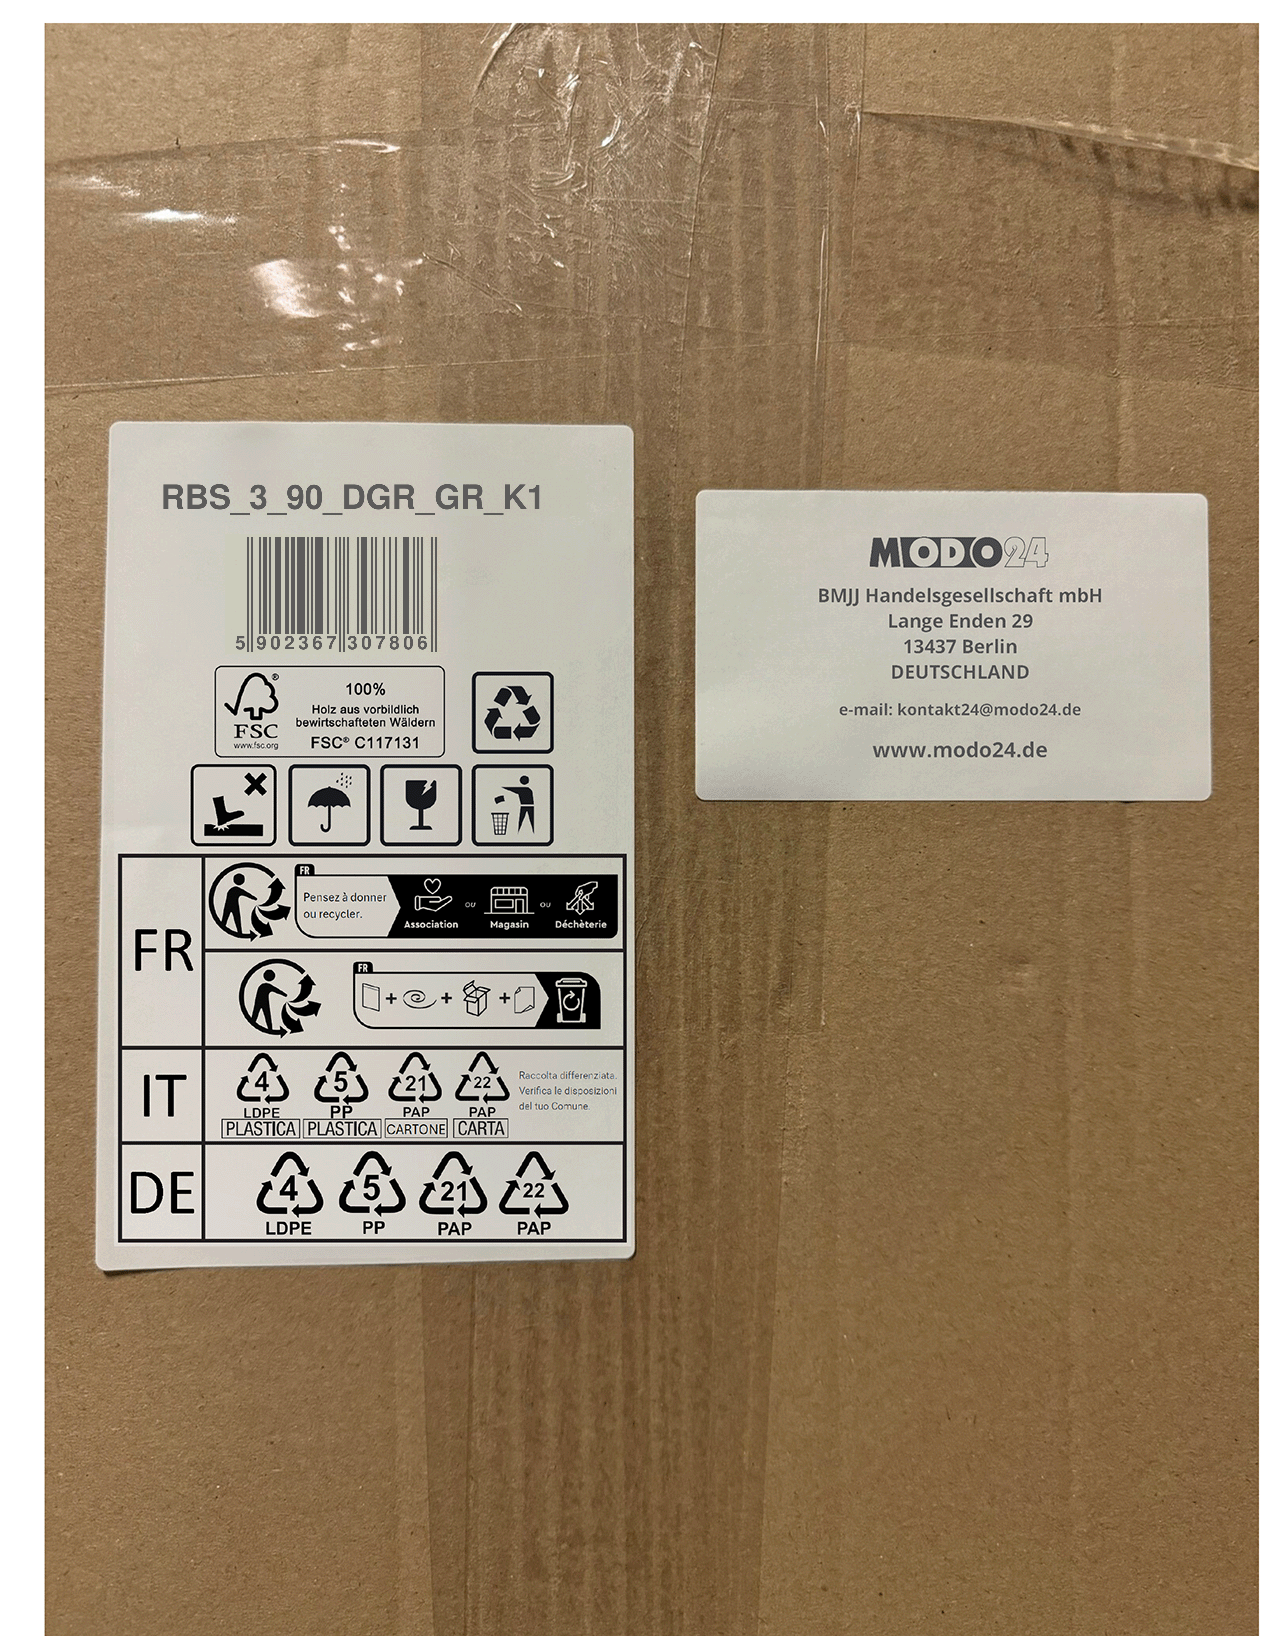 RBS_3_90_DGR_GR_K1
5 902367 307806
100%
Holz aus vorbildlich
bewirtschafteten Wäldern
FSC® C117131
®
FSC
www.fsc.org
FR
FR
Pensez à donner
ou recycler.
Association
OU
Magasin
OU
Déchèterie
FR
+ + +
IT
4
LDPE
PLASTICA
5
PP
PLASTICA
21
PAP
CARTONE
22
PAP
CARTA
Raccolta differenziata.
Verifica le disposizioni
del tuo Comune.
DE
4
LDPE
5
PP
21
PAP
22
PAP
MODO24
BMJJ Handelsgesellschaft mbH
Lange Enden 29
13437 Berlin
DEUTSCHLAND
e-mail: kontakt24@modo24.de
www.modo24.de